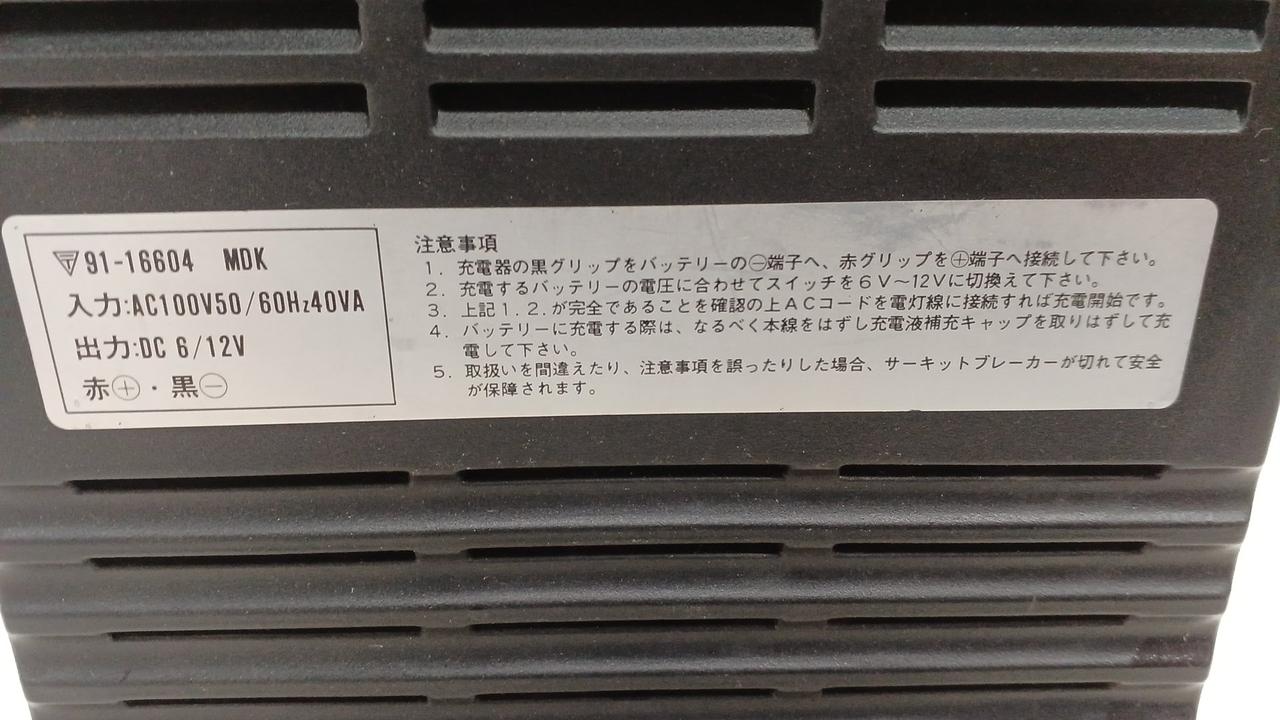 〒91-16604 MDK
入力:AC100V50/60Hz40VA
出力:DC 6/12V
赤⊕・黒⊖
注意事項
1. 充電器の黒グリップをバッテリーの⊖端子へ、赤グリップを⊕端子へ接続して下さい。
2. 充電するバッテリーの電圧に合わせてスイッチを6V〜12Vに切換えて下さい。
3. 上記1.2.が完全であることを確認の上ACコードを電灯線に接続すれば充電開始です。
4. バッテリーに充電する際は、なるべく本線をはずし充電液補充キャップを取りはずして充
電して下さい。
5. 取扱いを間違えたり、注意事項を誤ったりした場合、サーキットブレーカーが切れて安全
が保障されます。